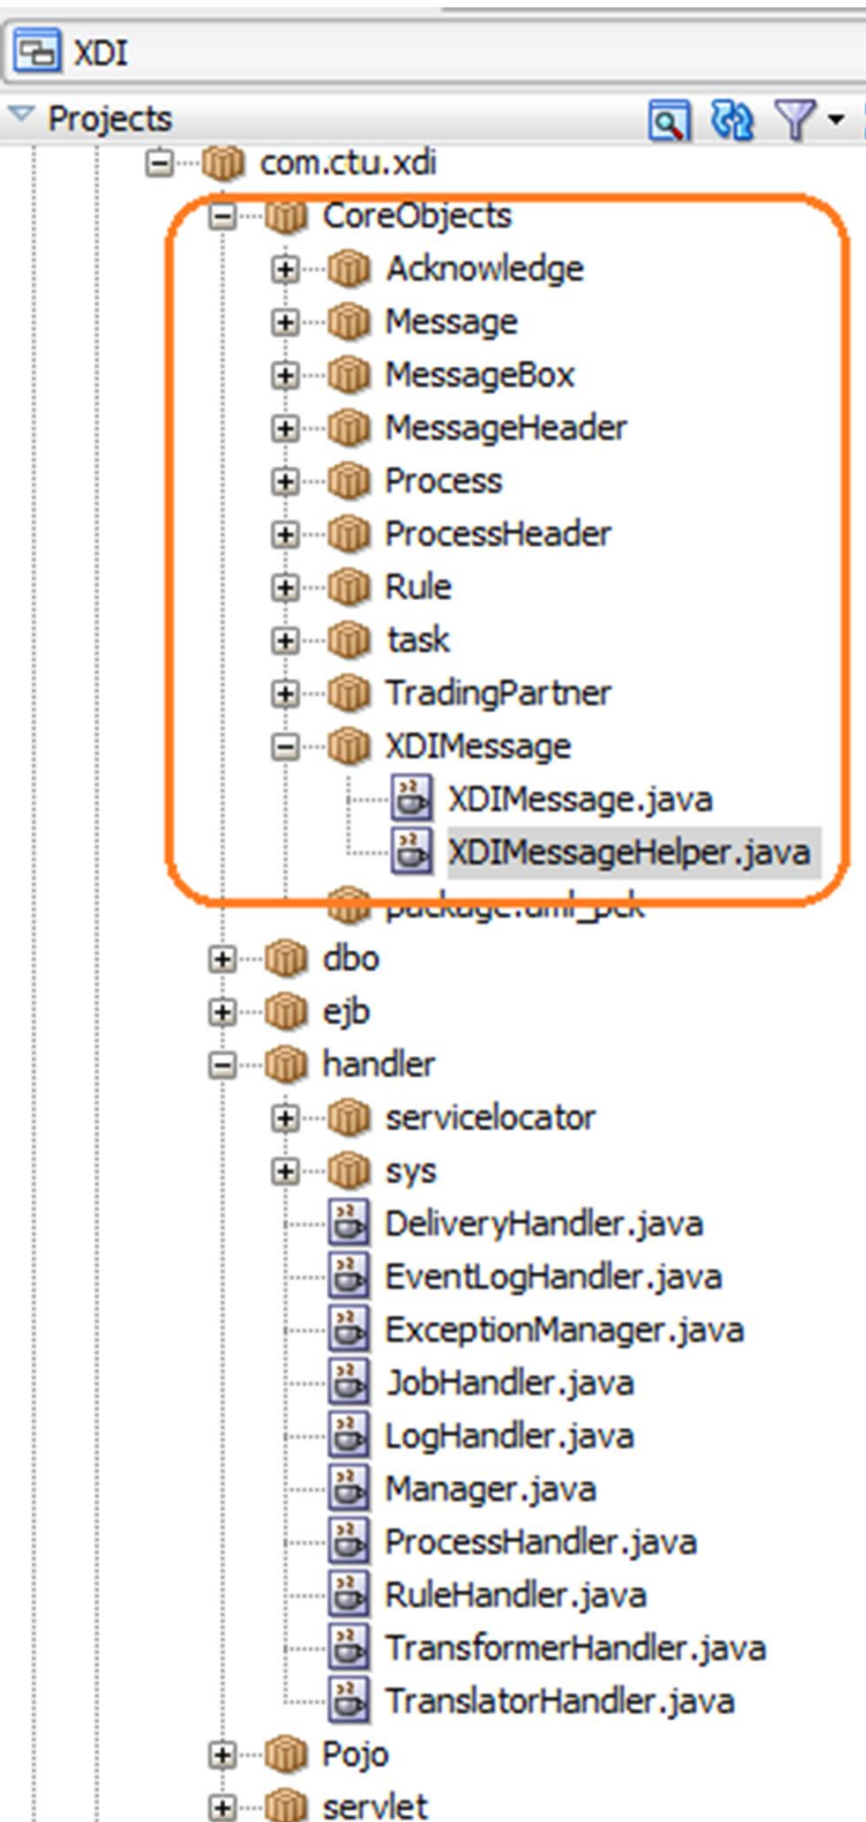 XDI
Projects
com.ctu.xdi
CoreObjects
Acknowledge
Message
MessageBox
MessageHeader
Process
ProcessHeader
Rule
task
TradingPartner
XDIMessage
XDIMessage.java
XDIMessageHelper.java
package.uml_pck
dbo
ejb
handler
servicelocator
sys
DeliveryHandler.java
EventLogHandler.java
ExceptionManager.java
JobHandler.java
LogHandler.java
Manager.java
ProcessHandler.java
RuleHandler.java
TransformerHandler.java
TranslatorHandler.java
Pojo
servlet